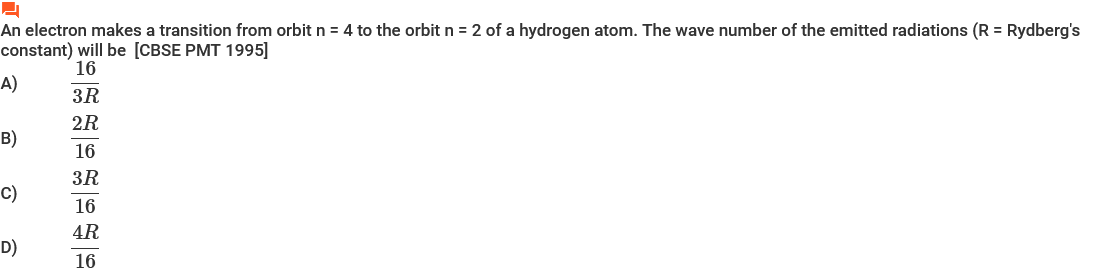 An electron makes a transition from orbit n = 4 to the orbit n = 2 of a hydrogen atom. The wave number of the emitted radiations (R = Rydberg's
constant) will be [CBSE PMT 1995]
A) 16/3R
B) 2R/16
C) 3R/16
D) 4R/16